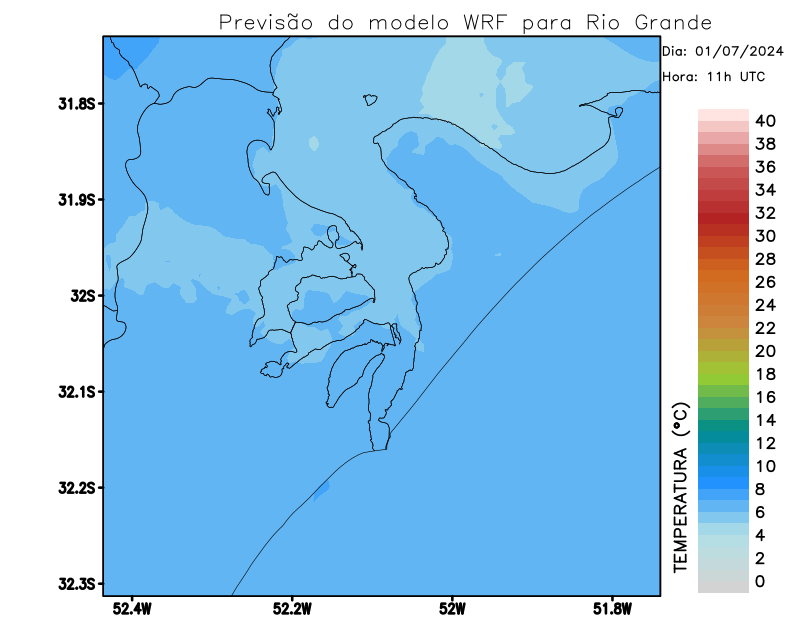 Previsão do modelo WRF para Rio Grande
Dia: 01/07/2024
Hora: 11h UTC
31.8S
31.9S
32S
32.1S
32.2S
32.3S
52.4W
52.2W
52W
51.8W
TEMPERATURA (°C)
40
38
36
34
32
30
28
26
24
22
20
18
16
14
12
10
8
6
4
2
0